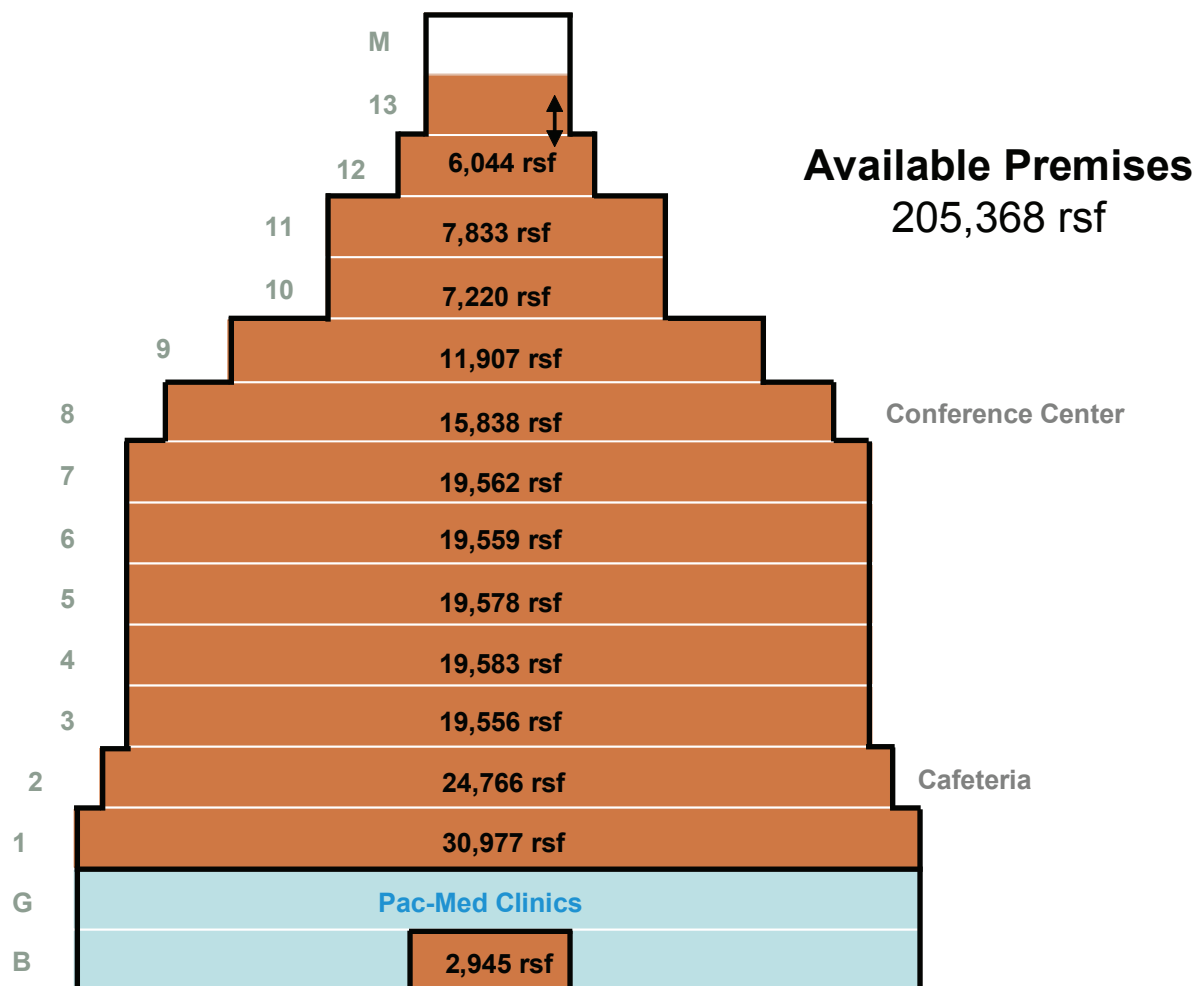 M
13
12
6,044 rsf
Available Premises
205,368 rsf
11
7,833 rsf
10
7,220 rsf
9
11,907 rsf
8
15,838 rsf
Conference Center
7
19,562 rsf
6
19,559 rsf
5
19,578 rsf
4
19,583 rsf
3
19,556 rsf
2
24,766 rsf
Cafeteria
1
30,977 rsf
G
Pac-Med Clinics
B
2,945 rsf